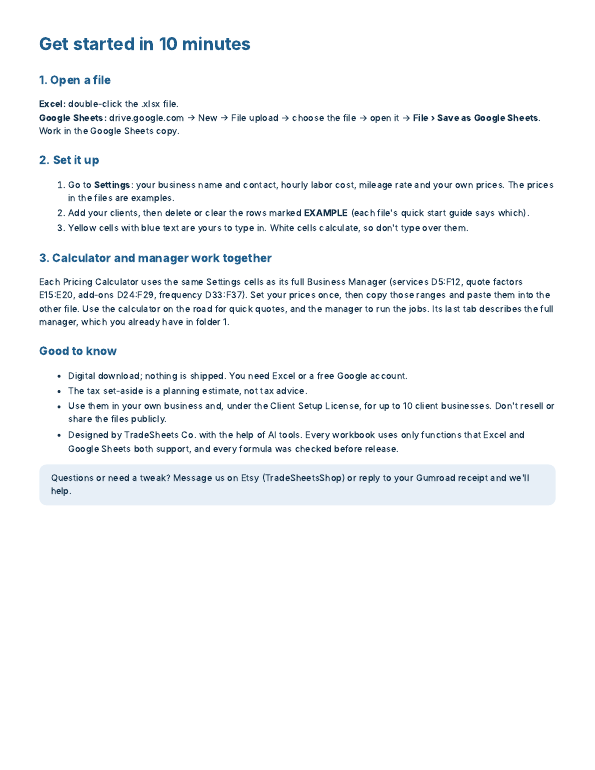 Get started in 10 minutes
1. Open a file
Excel: double-click the .xlsx file.
Google Sheets: drive.google.com → New → File upload → choose the file → open it → File › Save as Google Sheets.
Work in the Google Sheets copy.
2. Set it up
1. Go to Settings: your business name and contact, hourly labor cost, mileage rate and your own prices. The prices
in the files are examples.
2. Add your clients, then delete or clear the rows marked EXAMPLE (each file's quick start guide says which).
3. Yellow cells with blue text are yours to type in. White cells calculate, so don't type over them.
3. Calculator and manager work together
Each Pricing Calculator uses the same Settings cells as its full Business Manager (services D5:F12, quote factors
E15:E20, add-ons D24:F29, frequency D33:F37). Set your prices once, then copy those ranges and paste them into the
other file. Use the calculator on the road for quick quotes, and the manager to run the jobs. Its last tab describes the full
manager, which you already have in folder 1.
Good to know
• Digital download; nothing is shipped. You need Excel or a free Google account.
• The tax set-aside is a planning estimate, not tax advice.
• Use them in your own business and, under the Client Setup License, for up to 10 client businesses. Don't resell or
share the files publicly.
• Designed by TradeSheets Co. with the help of AI tools. Every workbook uses only functions that Excel and
Google Sheets both support, and every formula was checked before release.
Questions or need a tweak? Message us on Etsy (TradeSheetsShop) or reply to your Gumroad receipt and we'll
help.